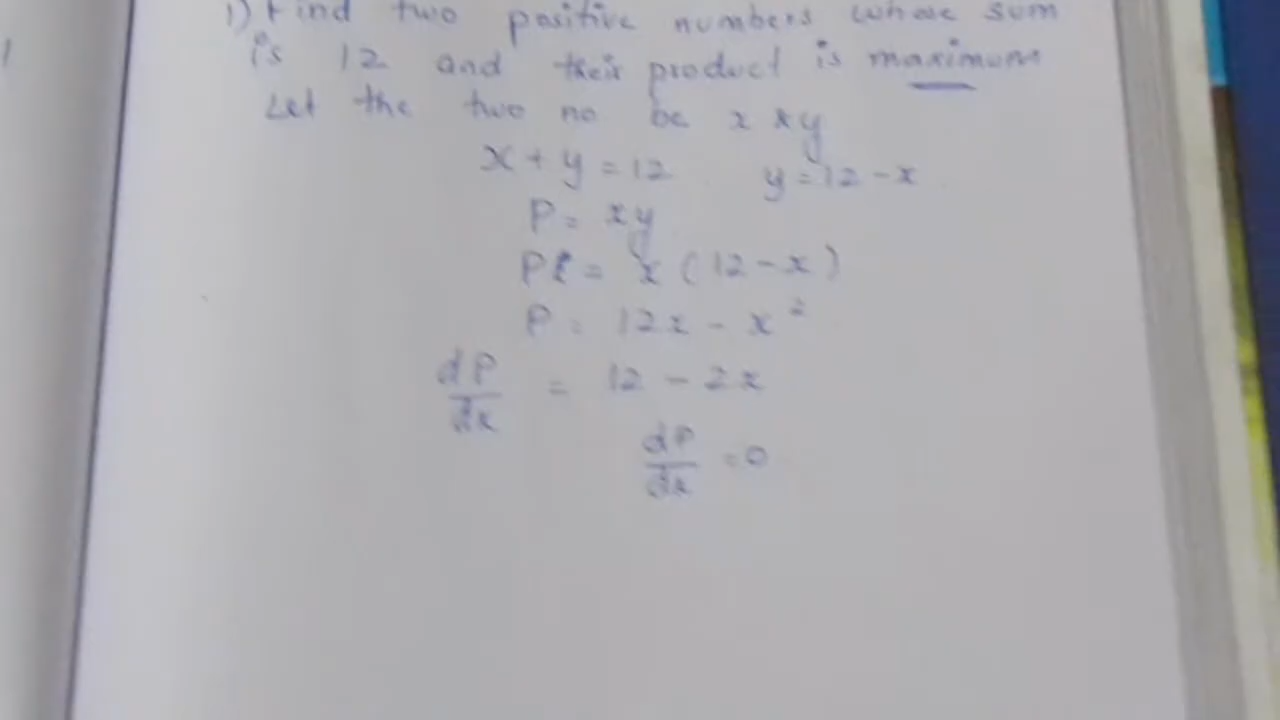 1) Find two positive numbers whose sum
is 12 and their product is maximum
Let the two no be x & y
x + y = 12    y = 12 - x
P = xy
P = x (12 - x)
P = 12x - x²
dP/dx = 12 - 2x
dP/dx = 0